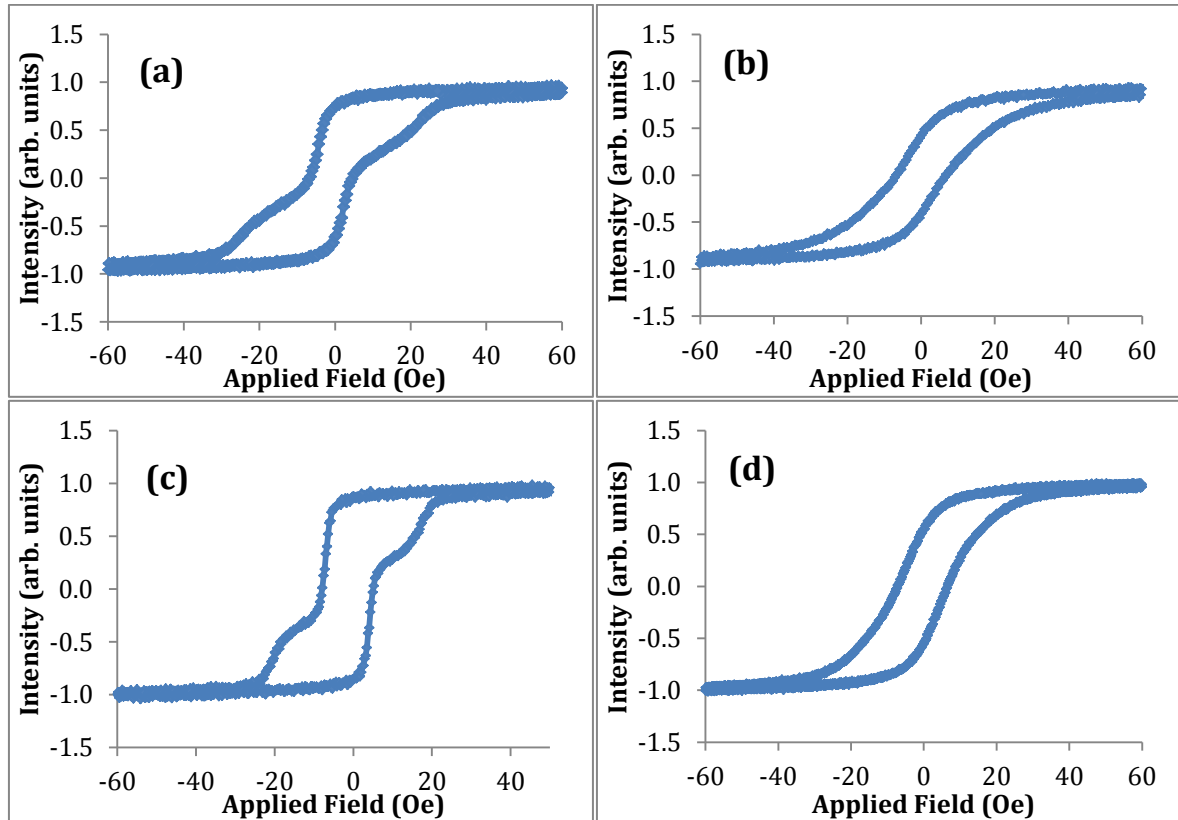 (a)
Intensity (arb. units)
1.5
1.0
0.5
0.0
-0.5
-1.0
-1.5
-60 -40 -20 0 20 40 60
Applied Field (Oe)
(b)
Intensity (arb. units)
1.5
1.0
0.5
0.0
-0.5
-1.0
-1.5
-60 -40 -20 0 20 40 60
Applied Field (Oe)
(c)
Intensity (arb. units)
1.5
1.0
0.5
0.0
-0.5
-1.0
-1.5
-60 -40 -20 0 20 40
Applied Field (Oe)
(d)
Intensity (arb. units)
1.5
1.0
0.5
0.0
-0.5
-1.0
-1.5
-60 -40 -20 0 20 40 60
Applied Field (Oe)